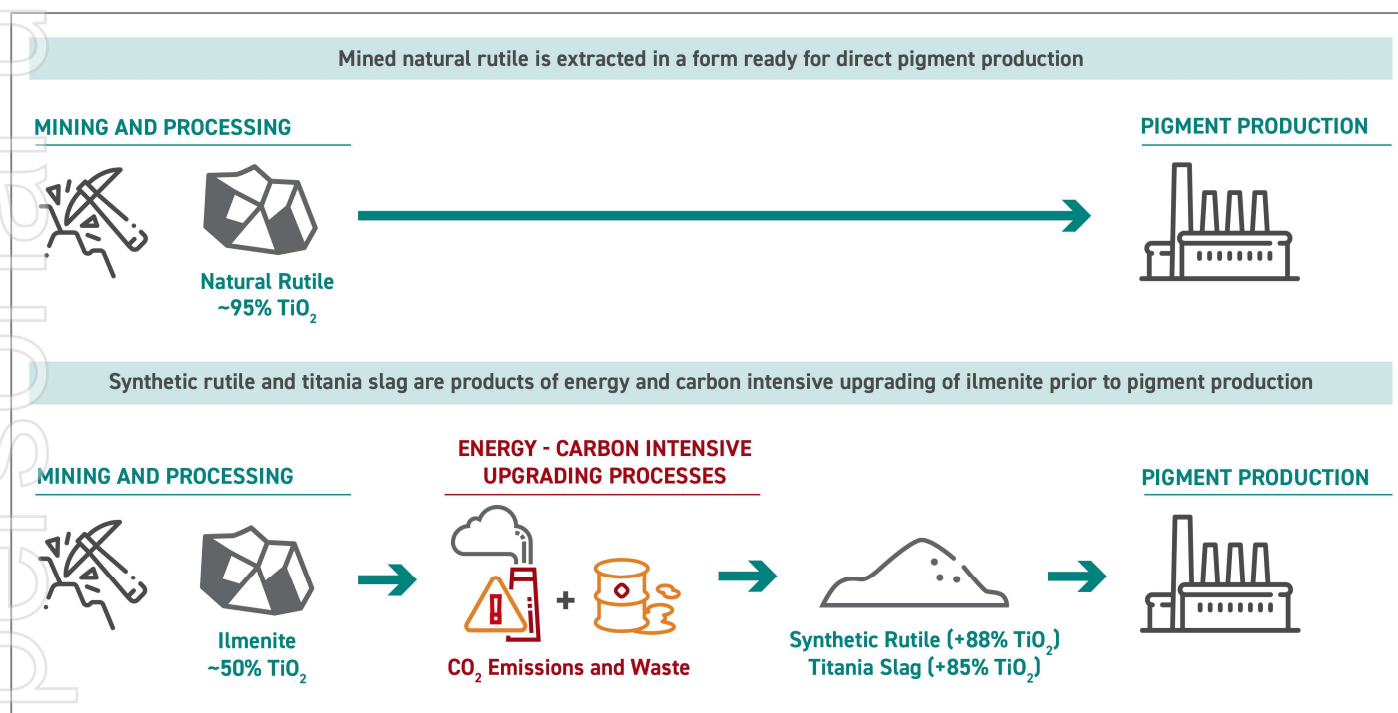 Mined natural rutile is extracted in a form ready for direct pigment production
MINING AND PROCESSING
PIGMENT PRODUCTION
Natural Rutile
~95% TiO₂
Synthetic rutile and titania slag are products of energy and carbon intensive upgrading of ilmenite prior to pigment production
MINING AND PROCESSING
ENERGY - CARBON INTENSIVE
UPGRADING PROCESSES
PIGMENT PRODUCTION
+
Ilmenite
~50% TiO₂
CO₂ Emissions and Waste
Synthetic Rutile (+88% TiO₂)
Titania Slag (+85% TiO₂)